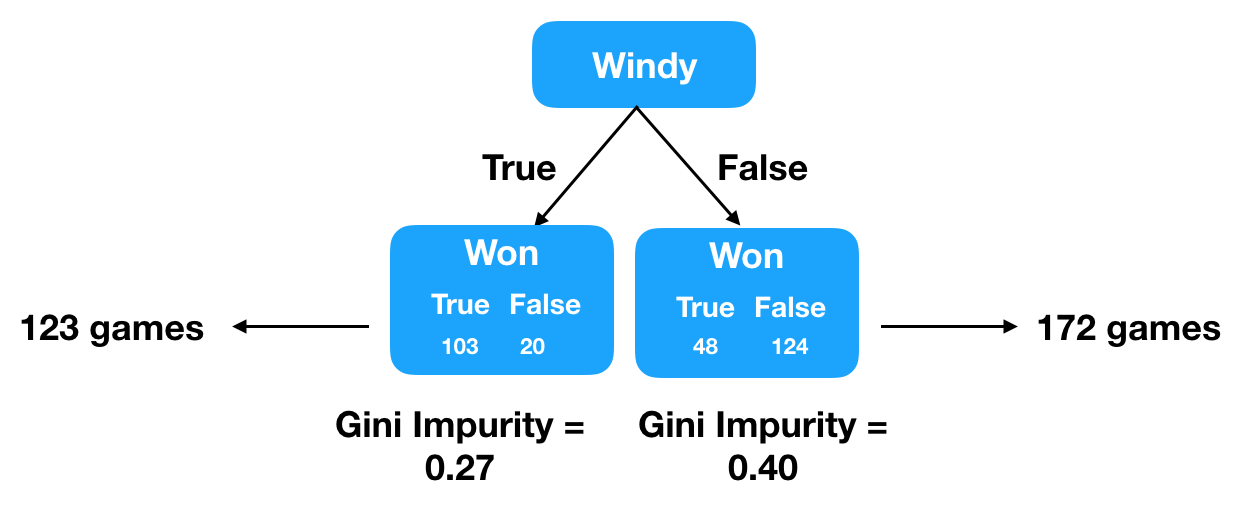 Windy
True False
Won Won
True False True False
103 20 48 124
123 games 172 games
Gini Impurity = Gini Impurity =
0.27 0.40